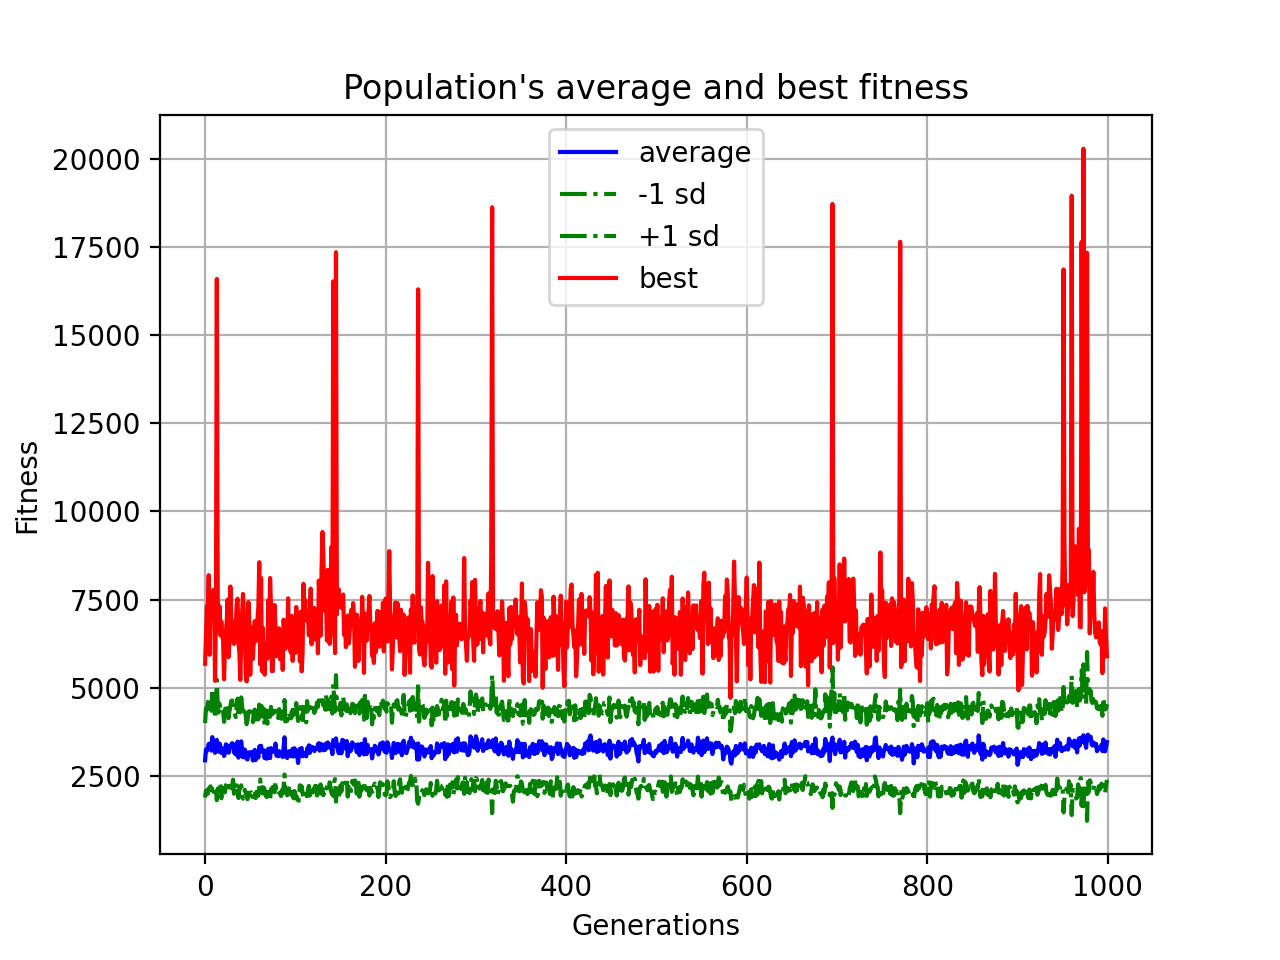 Population's average and best fitness
average
-1 sd
+1 sd
best
Fitness
20000
17500
15000
12500
10000
7500
5000
2500
0 200 400 600 800 1000
Generations